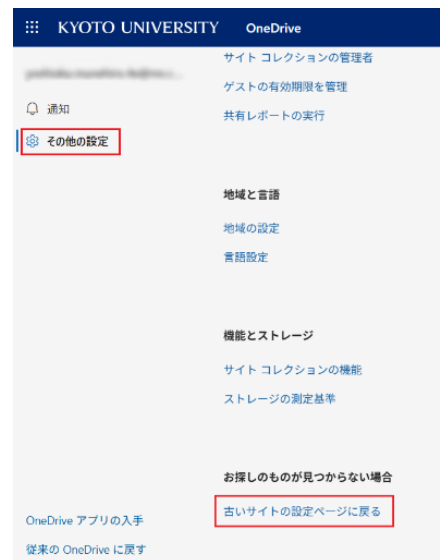 KYOTO UNIVERSITY OneDrive
サイト コレクションの管理者
ゲストの有効期限を管理
通知
共有レポートの実行
その他の設定
地域と言語
地域の設定
言語設定
機能とストレージ
サイト コレクションの機能
ストレージの測定基準
お探しのものが見つからない場合
古いサイトの設定ページに戻る
OneDrive アプリの入手
従来の OneDrive に戻す